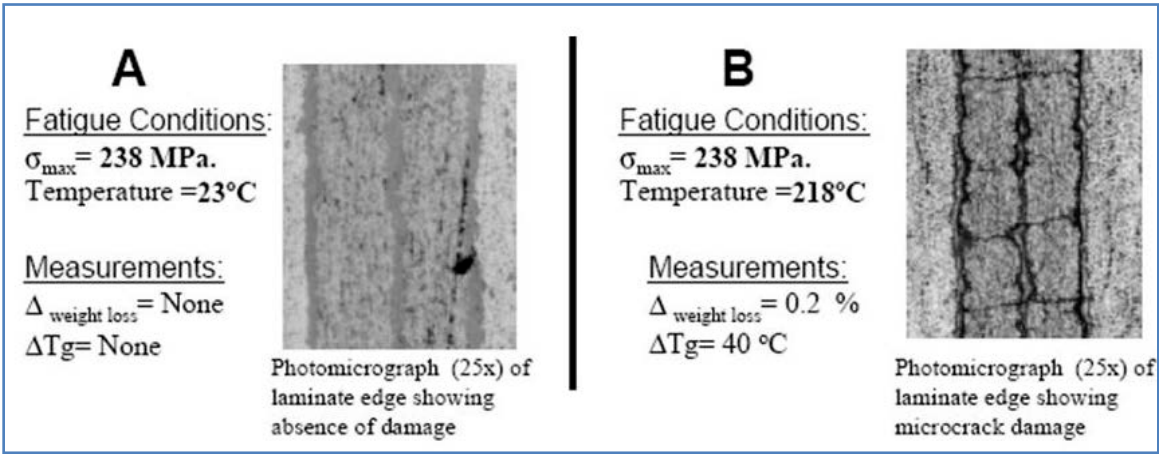 A
Fatigue Conditions:
σmax= 238 MPa.
Temperature =23°C
Measurements:
Δ weight loss= None
ΔTg= None
Photomicrograph (25x) of
laminate edge showing
absence of damage
B
Fatigue Conditions:
σmax= 238 MPa.
Temperature =218°C
Measurements:
Δ weight loss= 0.2 %
ΔTg= 40 °C
Photomicrograph (25x) of
laminate edge showing
microcrack damage